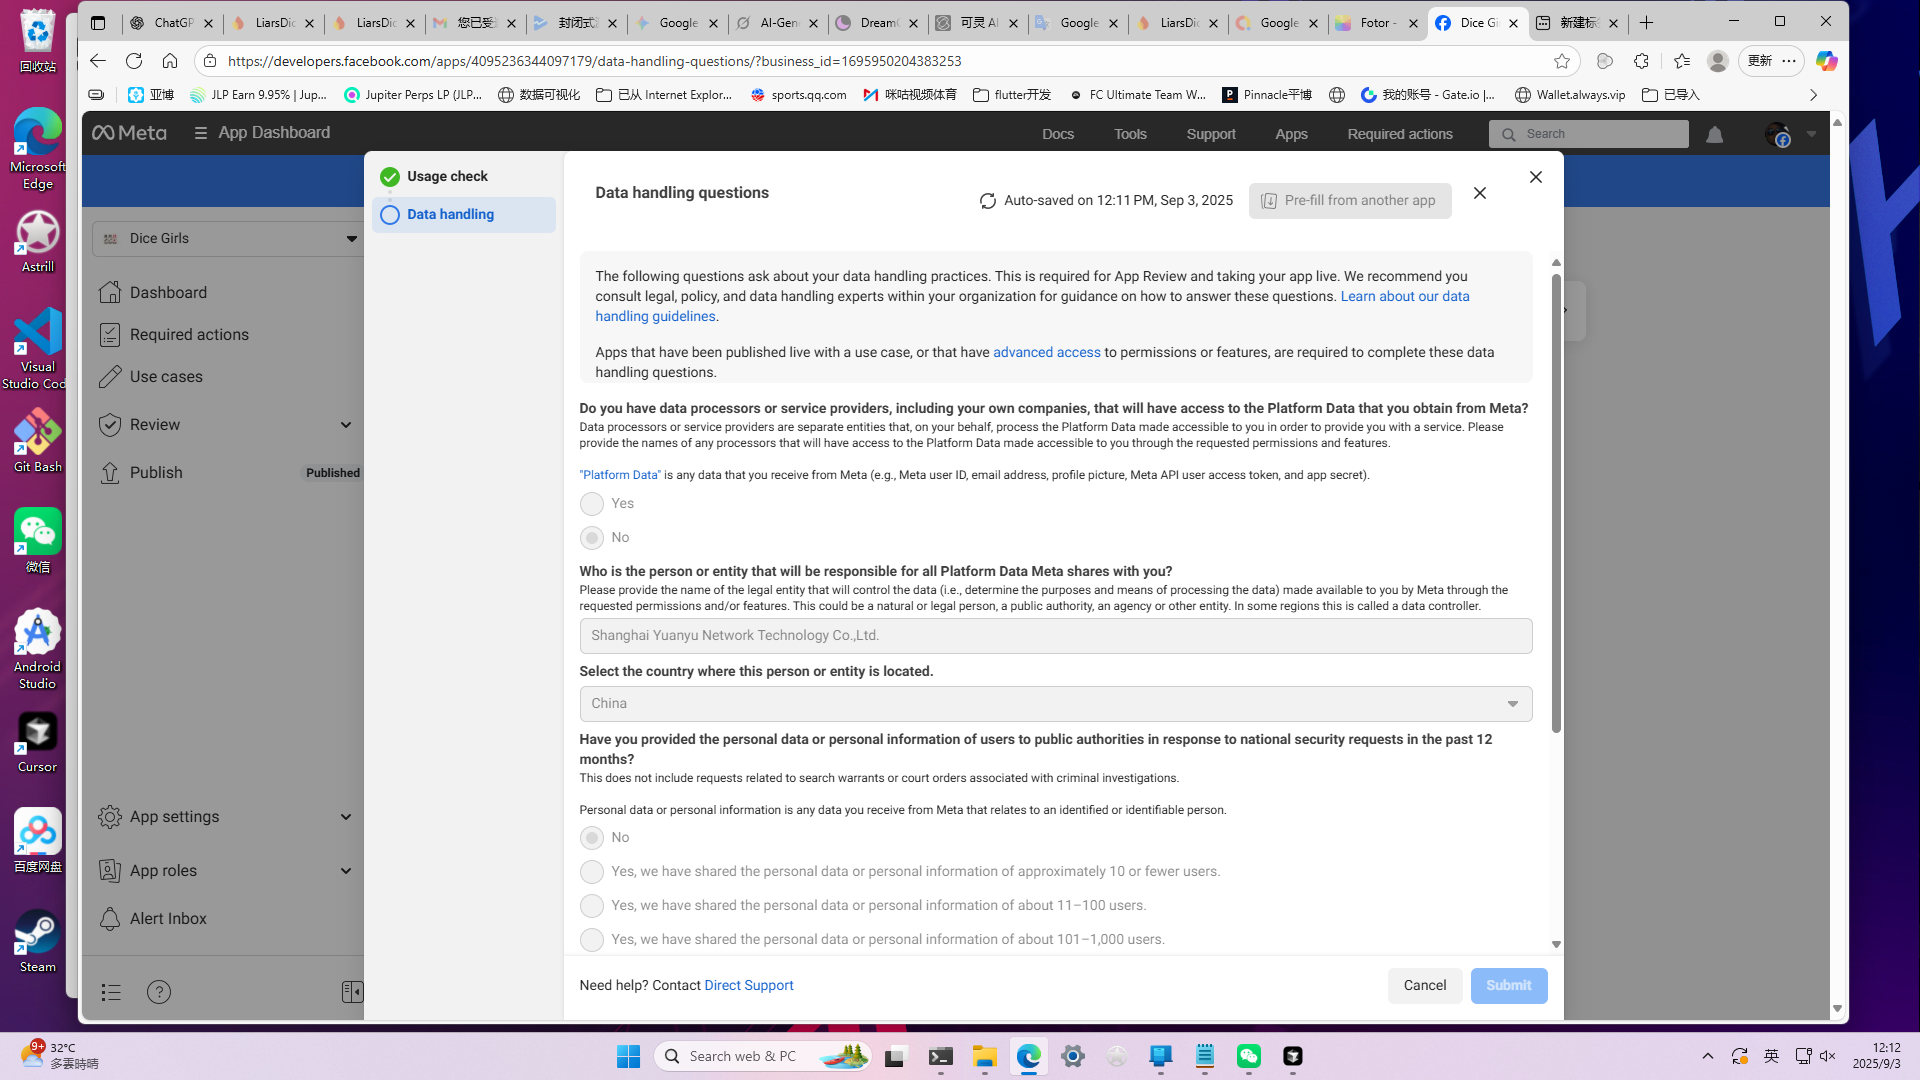 回收站
Microsoft
Edge
Astrill
Visual
Studio Cod
Git Bash
微信
Android
Studio
Cursor
百度网盘
Steam
ChatGP
LiarsDic
LiarsDic
您已受
封闭式
Google
AI-Gene
Dream
可灵 AI
Google
LiarsDic
Google
Fotor -
Dice Gi
新建标
https://developers.facebook.com/apps/4095236344097179/data-handling-questions/?business_id=1695950204383253
更新
亚博
JLP Earn 9.95% | Jup...
Jupiter Perps LP (JLP...
数据可视化
已从 Internet Explor...
sports.qq.com
咪咕视频体育
flutter开发
FC Ultimate Team W...
Pinnacle平博
我的账号 - Gate.io |...
Wallet.always.vip
已导入
Meta
App Dashboard
Docs
Tools
Support
Apps
Required actions
Search
Dice Girls
Dashboard
Required actions
Use cases
Review
Publish
Published
App settings
App roles
Alert Inbox
Usage check
Data handling
Data handling questions
Auto-saved on 12:11 PM, Sep 3, 2025
Pre-fill from another app
The following questions ask about your data handling practices. This is required for App Review and taking your app live. We recommend you
consult legal, policy, and data handling experts within your organization for guidance on how to answer these questions. Learn about our data
handling guidelines.
Apps that have been published live with a use case, or that have advanced access to permissions or features, are required to complete these data
handling questions.
Do you have data processors or service providers, including your own companies, that will have access to the Platform Data that you obtain from Meta?
Data processors or service providers are separate entities that, on your behalf, process the Platform Data made accessible to you in order to provide you with a service. Please
provide the names of any processors that will have access to the Platform Data made accessible to you through the requested permissions and features.
"Platform Data" is any data that you receive from Meta (e.g., Meta user ID, email address, profile picture, Meta API user access token, and app secret).
Yes
No
Who is the person or entity that will be responsible for all Platform Data Meta shares with you?
Please provide the name of the legal entity that will control the data (i.e., determine the purposes and means of processing the data) made available to you by Meta through the
requested permissions and/or features. This could be a natural or legal person, a public authority, an agency or other entity. In some regions this is called a data controller.
Shanghai Yuanyu Network Technology Co.,Ltd.
Select the country where this person or entity is located.
China
Have you provided the personal data or personal information of users to public authorities in response to national security requests in the past 12
months?
This does not include requests related to search warrants or court orders associated with criminal investigations.
Personal data or personal information is any data you receive from Meta that relates to an identified or identifiable person.
No
Yes, we have shared the personal data or personal information of approximately 10 or fewer users.
Yes, we have shared the personal data or personal information of about 11–100 users.
Yes, we have shared the personal data or personal information of about 101–1,000 users.
Need help? Contact Direct Support
Cancel
Submit
9+
32°C
多雲時晴
Search web & PC
英
12:12
2025/9/3